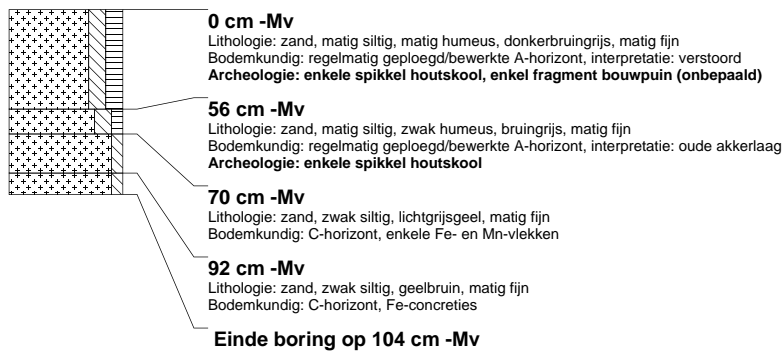 0 cm -Mv
Lithologie: zand, matig siltig, matig humeus, donkerbruingrijs, matig fijn
Bodemkundig: regelmatig geploegd/bewerkte A-horizont, interpretatie: verstoord
Archeologie: enkele spikkel houtskool, enkel fragment bouwpuin (onbepaald)
56 cm -Mv
Lithologie: zand, matig siltig, zwak humeus, bruingrijs, matig fijn
Bodemkundig: regelmatig geploegd/bewerkte A-horizont, interpretatie: oude akkerlaag
Archeologie: enkele spikkel houtskool
70 cm -Mv
Lithologie: zand, zwak siltig, lichtgrijsgeel, matig fijn
Bodemkundig: C-horizont, enkele Fe- en Mn-vlekken
92 cm -Mv
Lithologie: zand, zwak siltig, geelbruin, matig fijn
Bodemkundig: C-horizont, Fe-concreties
Einde boring op 104 cm -Mv